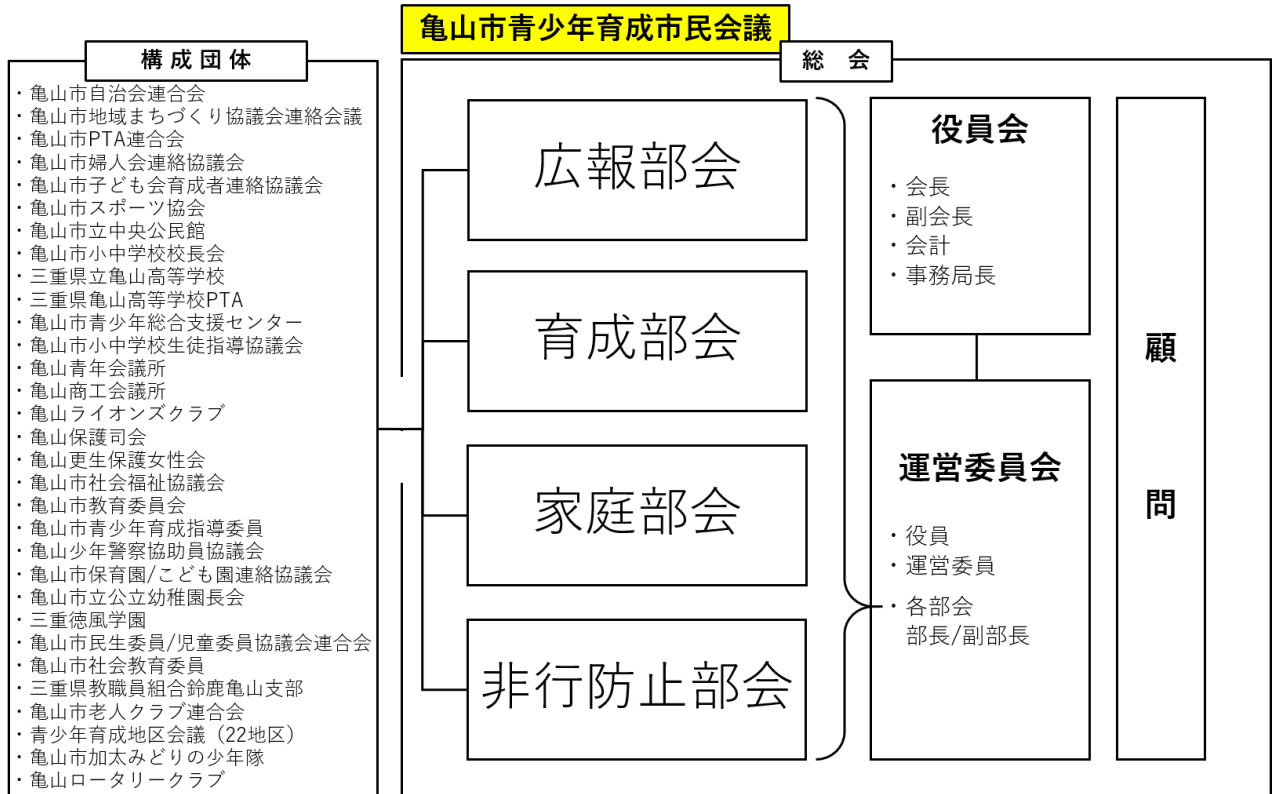 亀山市青少年育成市民会議
構成団体
・亀山市自治会連合会
・亀山市地域まちづくり協議会連絡会議
・亀山市PTA連合会
・亀山市婦人会連絡協議会
・亀山市子ども会育成者連絡協議会
・亀山市スポーツ協会
・亀山市立中央公民館
・亀山市小中学校校長会
・三重県立亀山高等学校
・三重県亀山高等学校PTA
・亀山市青少年総合支援センター
・亀山市小中学校生徒指導協議会
・亀山青年会議所
・亀山商工会議所
・亀山ライオンズクラブ
・亀山保護司会
・亀山更生保護女性会
・亀山市社会福祉協議会
・亀山市教育委員会
・亀山市青少年育成指導委員
・亀山少年警察協助員協議会
・亀山市保育園/こども園連絡協議会
・亀山市立公立幼稚園長会
・三重徳風学園
・亀山市民生委員/児童委員協議会連合会
・亀山市社会教育委員
・三重県教職員組合鈴鹿亀山支部
・亀山市老人クラブ連合会
・青少年育成地区会議（22地区）
・亀山市加太みどりの少年隊
・亀山ロータリークラブ
総　会
広報部会
育成部会
家庭部会
非行防止部会
役員会
・会長
・副会長
・会計
・事務局長
運営委員会
・役員
・運営委員
・各部会
部長/副部長
顧問